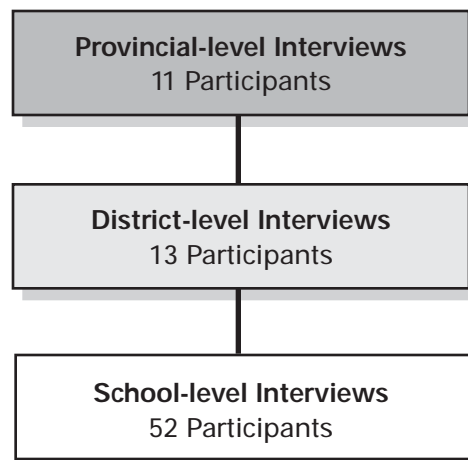 Provincial-level Interviews
11 Participants
District-level Interviews
13 Participants
School-level Interviews
52 Participants